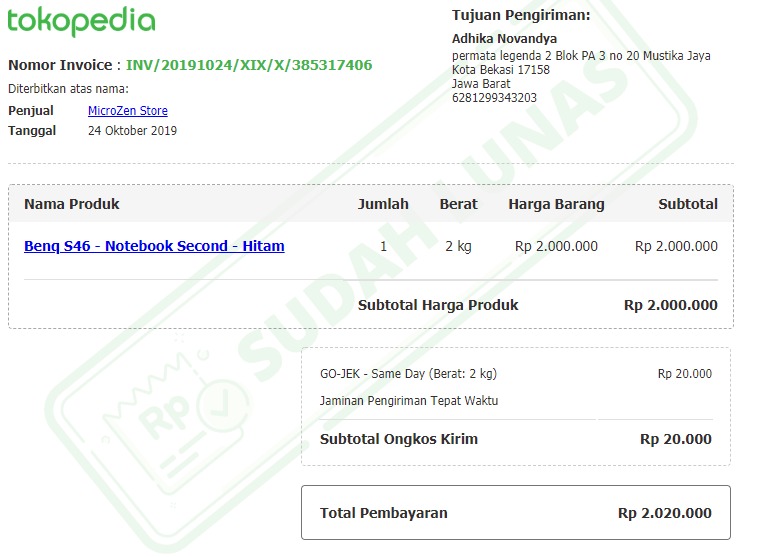 tokopedia
Nomor Invoice : INV/20191024/XIX/X/385317406
Diterbitkan atas nama:
Penjual MicroZen Store
Tanggal 24 Oktober 2019
Tujuan Pengiriman:
Adhika Novandya
permata legenda 2 Blok PA 3 no 20 Mustika Jaya
Kota Bekasi 17158
Jawa Barat
6281299343203
Nama Produk Jumlah Berat Harga Barang Subtotal
Benq S46 - Notebook Second - Hitam 1 2 kg Rp 2.000.000 Rp 2.000.000
Subtotal Harga Produk Rp 2.000.000
GO-JEK - Same Day (Berat: 2 kg) Rp 20.000
Jaminan Pengiriman Tepat Waktu
Subtotal Ongkos Kirim Rp 20.000
Total Pembayaran Rp 2.020.000
Rp
SUDAH LUNAS